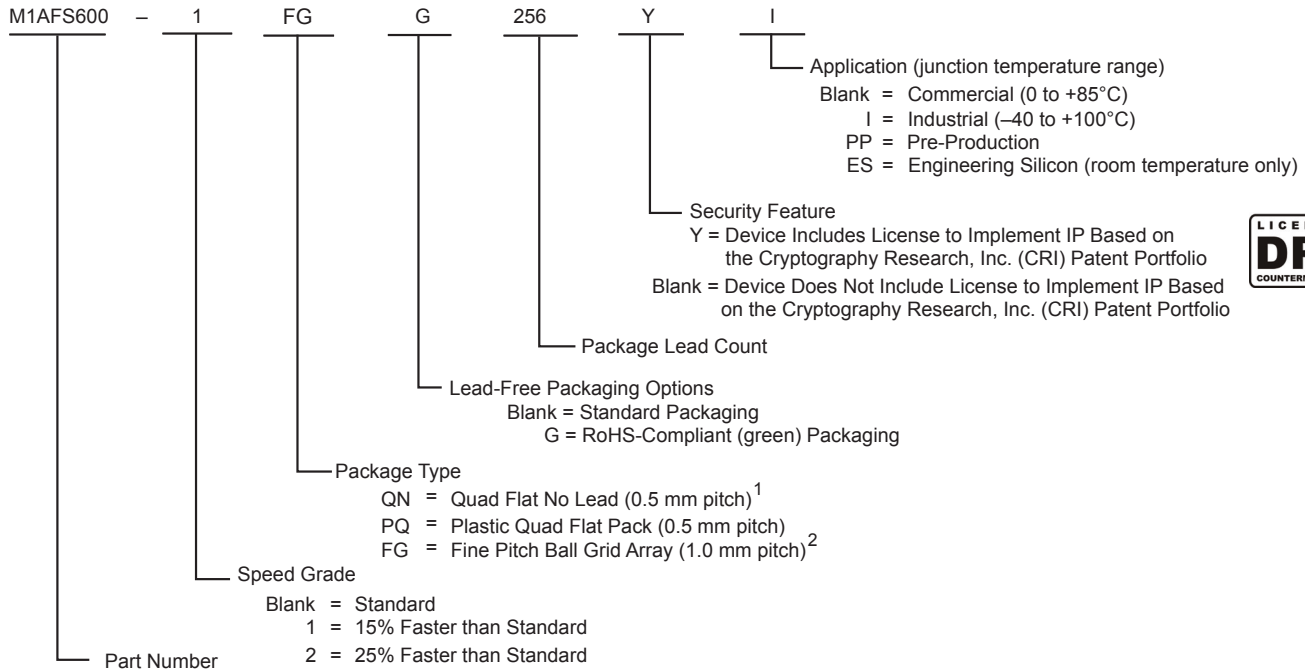 M1AFS600 – 1 FG G 256 Y I
Application (junction temperature range)
Blank = Commercial (0 to +85°C)
I = Industrial (–40 to +100°C)
PP = Pre-Production
ES = Engineering Silicon (room temperature only)
Security Feature
Y = Device Includes License to Implement IP Based on
the Cryptography Research, Inc. (CRI) Patent Portfolio
Blank = Device Does Not Include License to Implement IP Based
on the Cryptography Research, Inc. (CRI) Patent Portfolio
Package Lead Count
Lead-Free Packaging Options
Blank = Standard Packaging
G = RoHS-Compliant (green) Packaging
Package Type
QN = Quad Flat No Lead (0.5 mm pitch)1
PQ = Plastic Quad Flat Pack (0.5 mm pitch)
FG = Fine Pitch Ball Grid Array (1.0 mm pitch)2
Speed Grade
Blank = Standard
1 = 15% Faster than Standard
2 = 25% Faster than Standard
Part Number